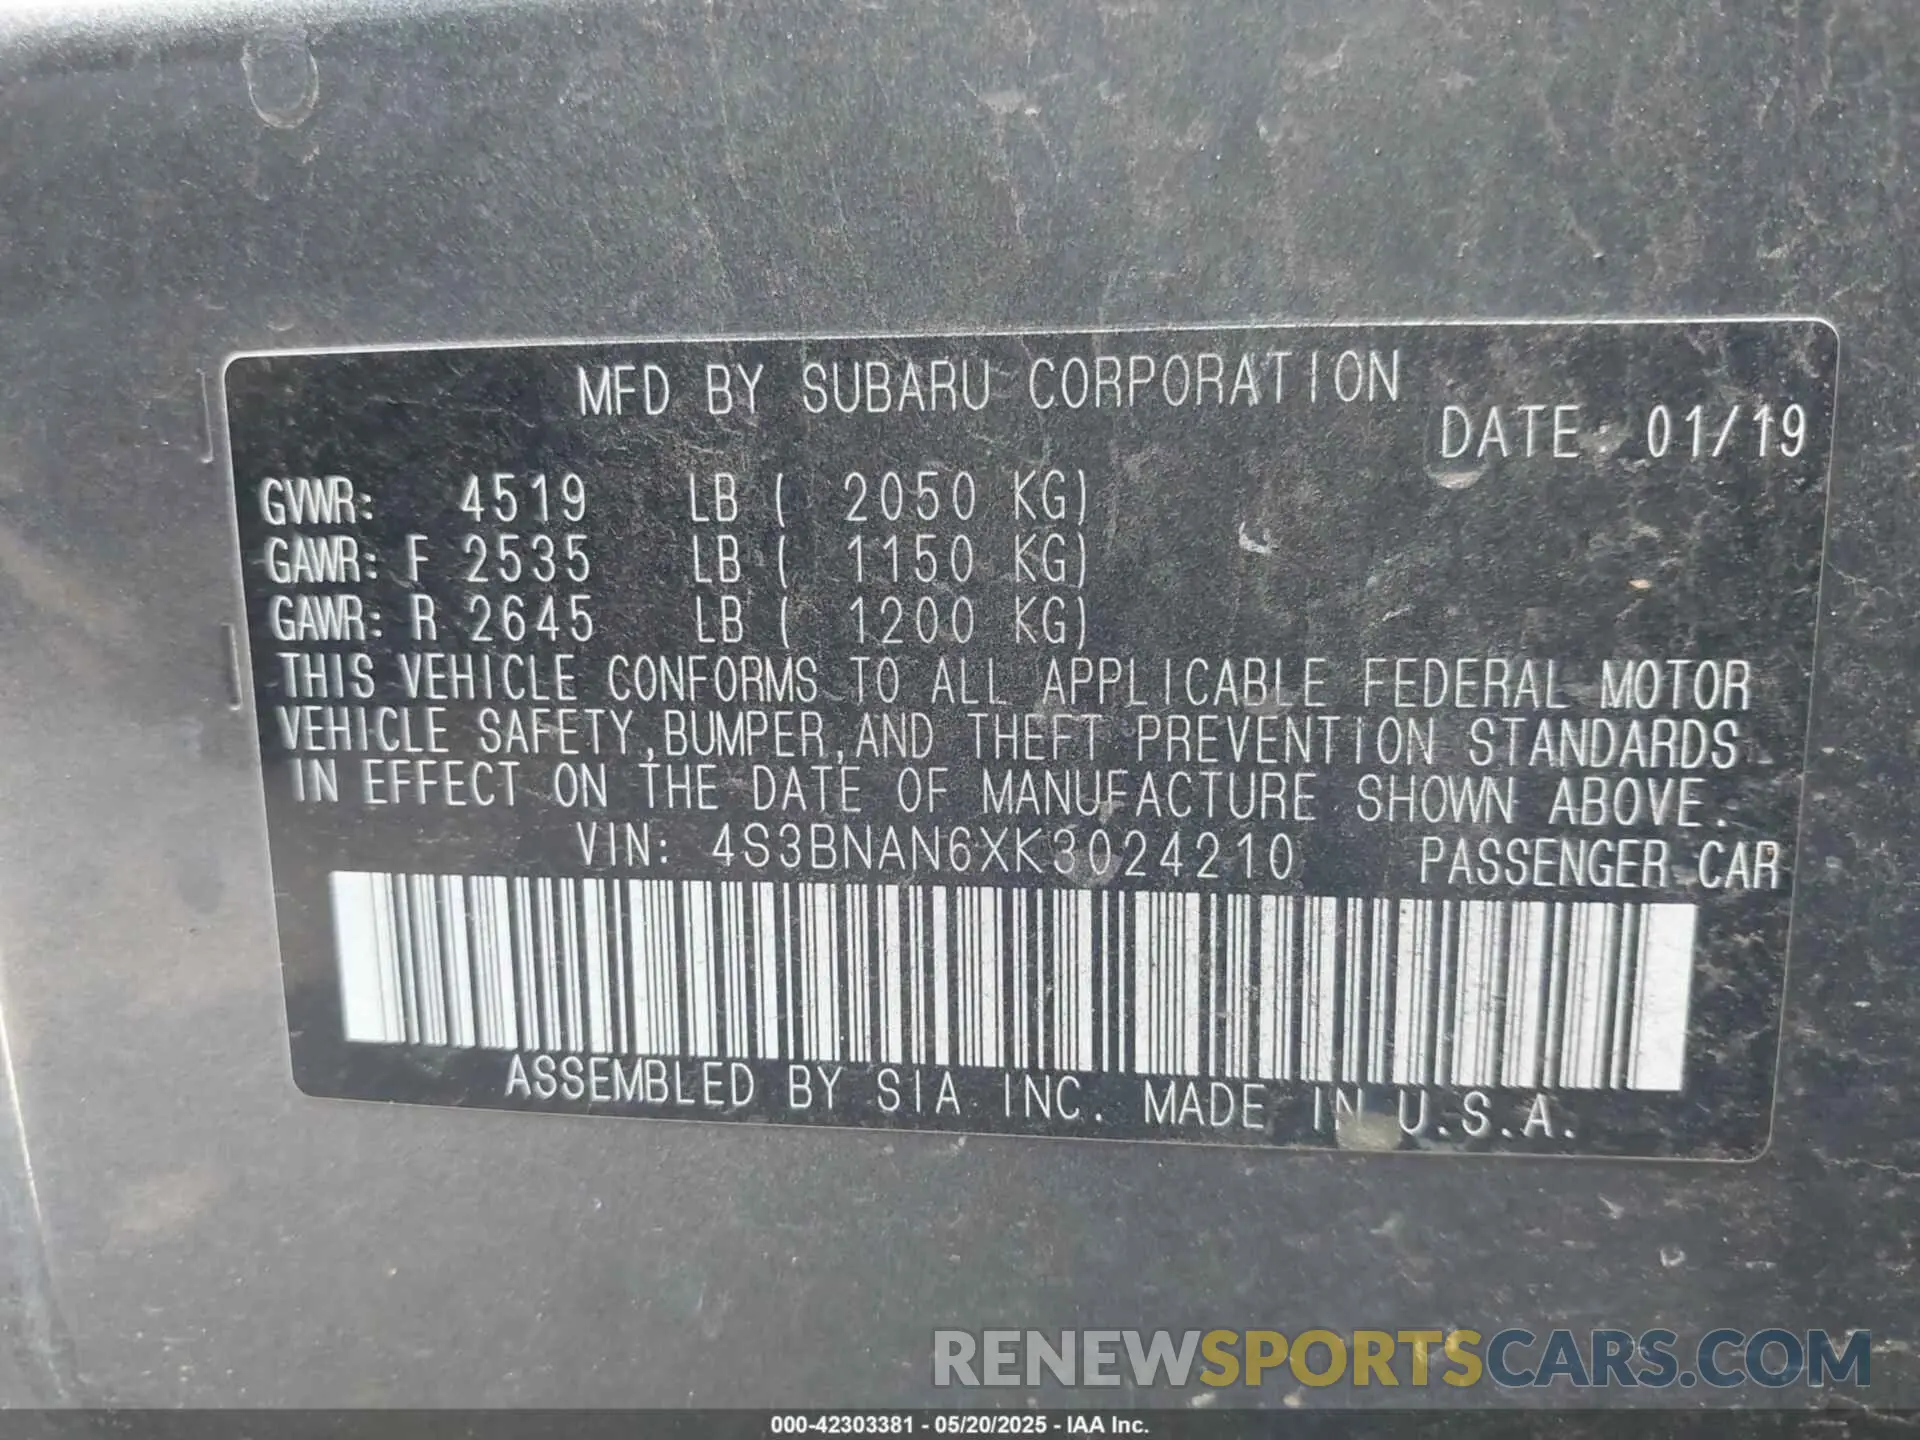 MFD BY SUBARU CORPORATION
DATE 01/19
GVWR: 4519 LB ( 2050 KG)
GAWR: F 2535 LB ( 1150 KG)
GAWR: R 2645 LB ( 1200 KG)
THIS VEHICLE CONFORMS TO ALL APPLICABLE FEDERAL MOTOR
VEHICLE SAFETY,BUMPER,AND THEFT PREVENTION STANDARDS
IN EFFECT ON THE DATE OF MANUFACTURE SHOWN ABOVE.
VIN: 4S3BNAN6XK3024210 PASSENGER CAR
ASSEMBLED BY SIA INC. MADE IN U.S.A.
RENEWSPORTSCARS.COM
000-42303381 - 05/20/2025 - IAA Inc.